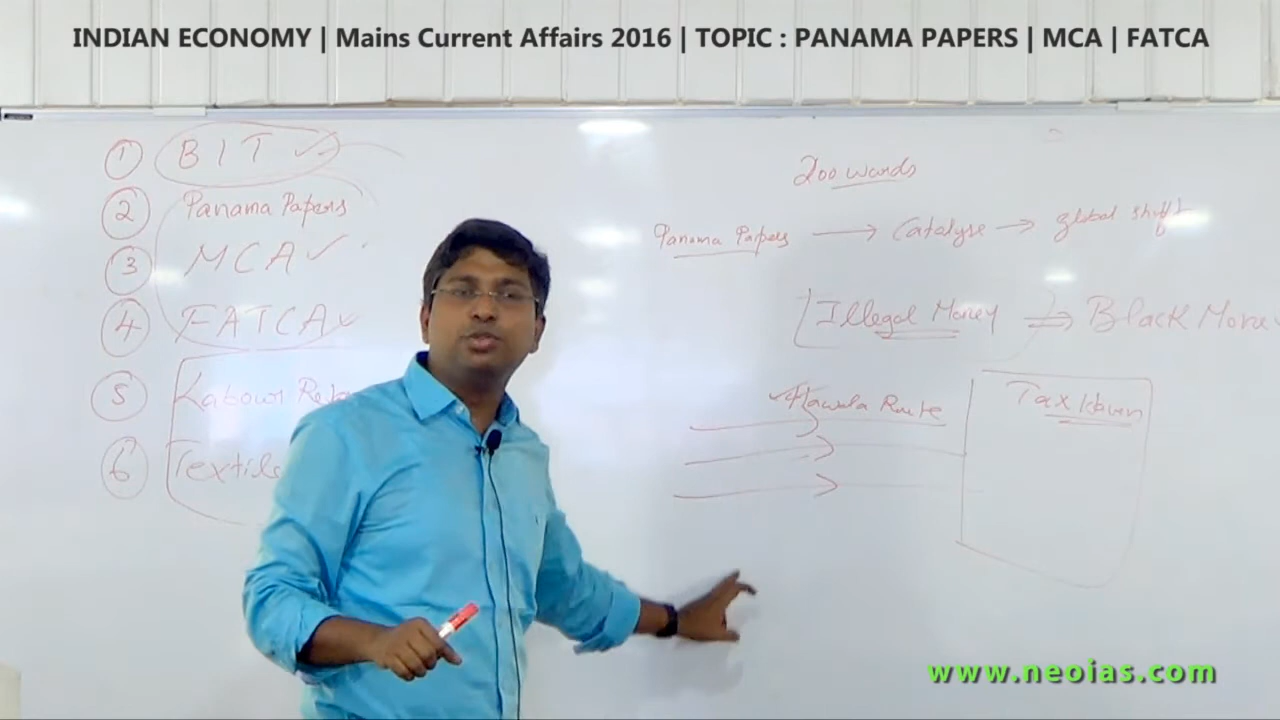 INDIAN ECONOMY | Mains Current Affairs 2016 | TOPIC : PANAMA PAPERS | MCA | FATCA
1 BIT ✓
2 Panama Papers
3 MCA ✓
4 FATCA ✓
5 Labour
6 Textile
200 words
Panama Papers → Catalyse → global shift
Illegal Money ⇒ Black Money
Hawala Route
Tax Haven
www.neoias.com